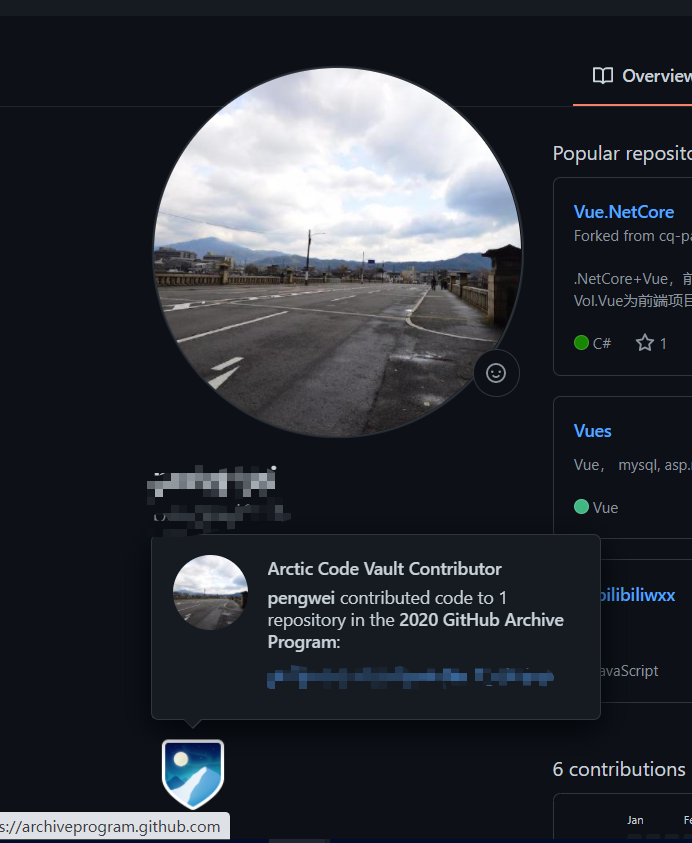 Overview
Popular reposito
Vue.NetCore
Forked from cq-pa
.NetCore+Vue，前
Vol.Vue为前端项目
C# 1
Vues
Vue， mysql, asp.
Vue
Arctic Code Vault Contributor
pengwei contributed code to 1
repository in the 2020 GitHub Archive
Program:
bilibiliwxx
avaScript
6 contributions
Jan Fe
s://archiveprogram.github.com